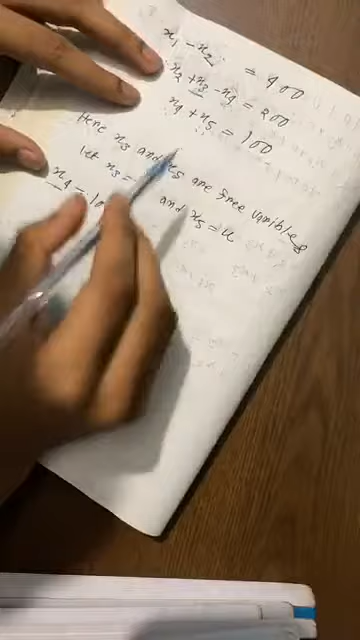 x₁ - x₂ = 400
x₂ + x₃ - x₄ = 200
x₄ + x₅ = 100
Here x₃ and x₅ are free varibles
let x₃ = and x₅ = u
x₄ = 10